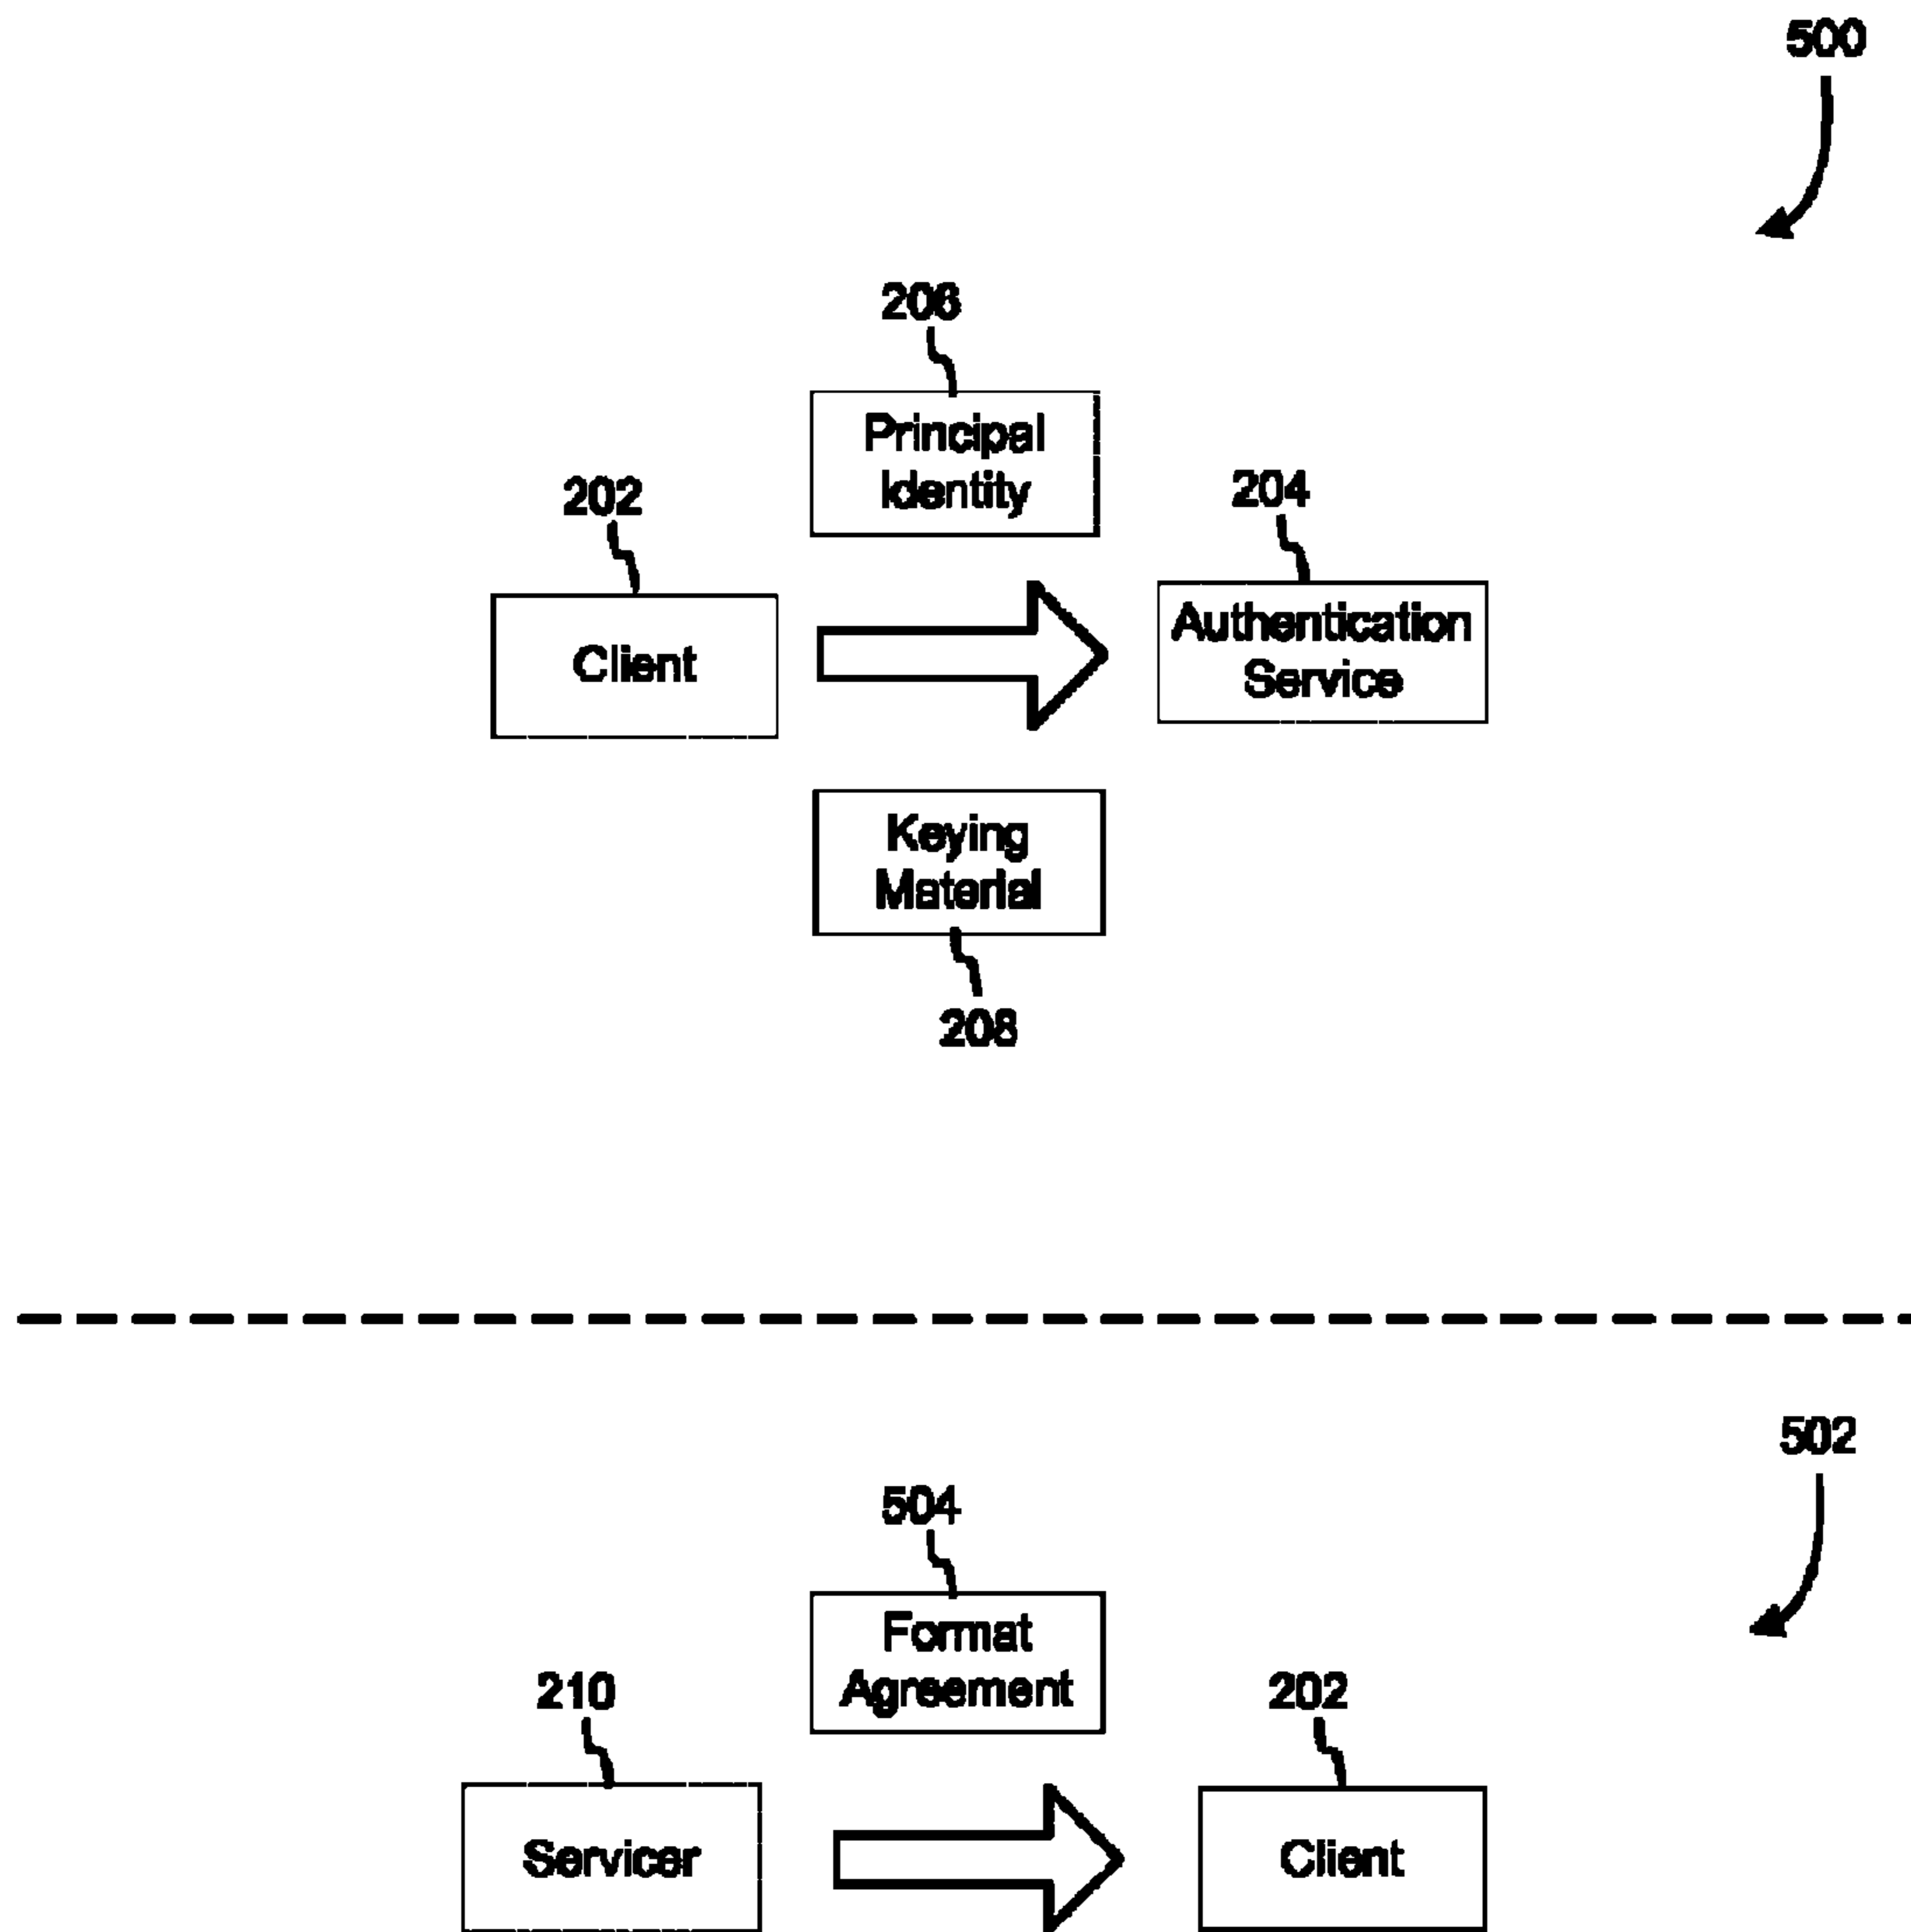 500
206
Principal
Identity
202
204
Client
Authentication
Service
Keying
Material
208
502
504
Format
Agreement
210
202
Servicer
Client